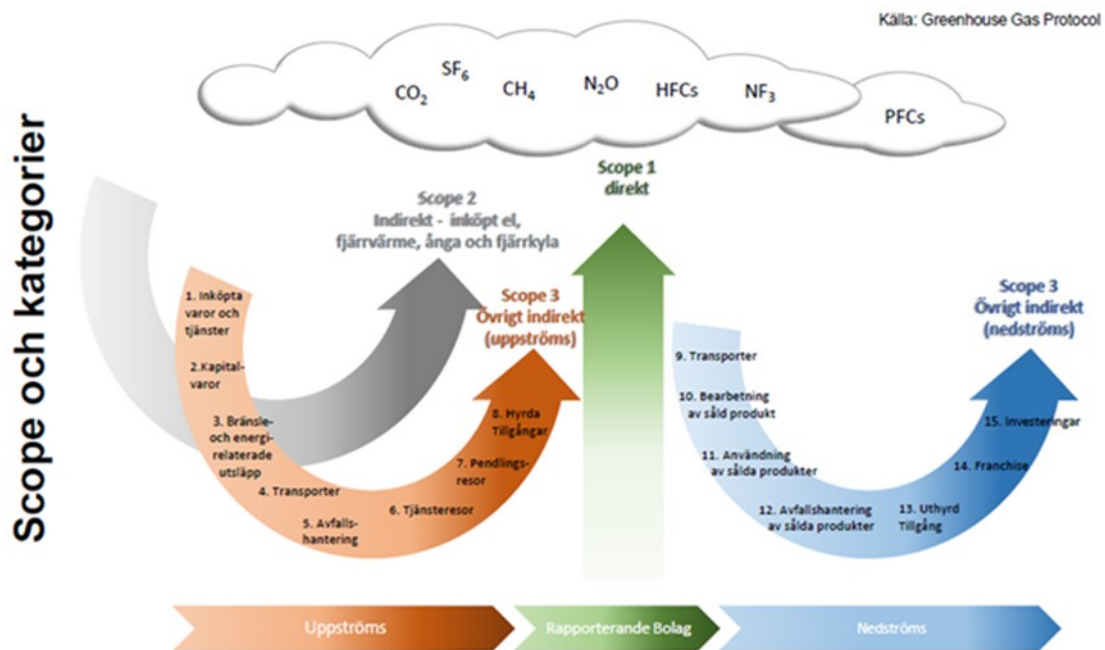 Källa: Greenhouse Gas Protocol
Scope och kategorier
CO₂
SF₆
CH₄
N₂O
HFCs
NF₃
PFCs
Scope 1
direkt
Scope 2
Indirekt - inköpt el,
fjärrvärme, ånga och fjärrkyla
Scope 3
Övrigt indirekt
(uppströms)
Scope 3
Övrigt indirekt
(nedströms)
1. Inköpta
varor och
tjänster
2.Kapital-
varor
3. Bränsle-
och energi-
relaterade
utsläpp
4. Transporter
5. Avfalls-
hantering
6. Tjänsteresor
7. Pendlings-
resor
8. Hyrda
Tillgångar
9. Transporter
10. Bearbetning
av såld produkt
11. Användning
av sålda produkter
12. Avfallshantering
av sålda produkter
13. Uthyrd
Tillgång
14. Franchise
15. Investeringar
Uppströms
Rapporterande Bolag
Nedströms